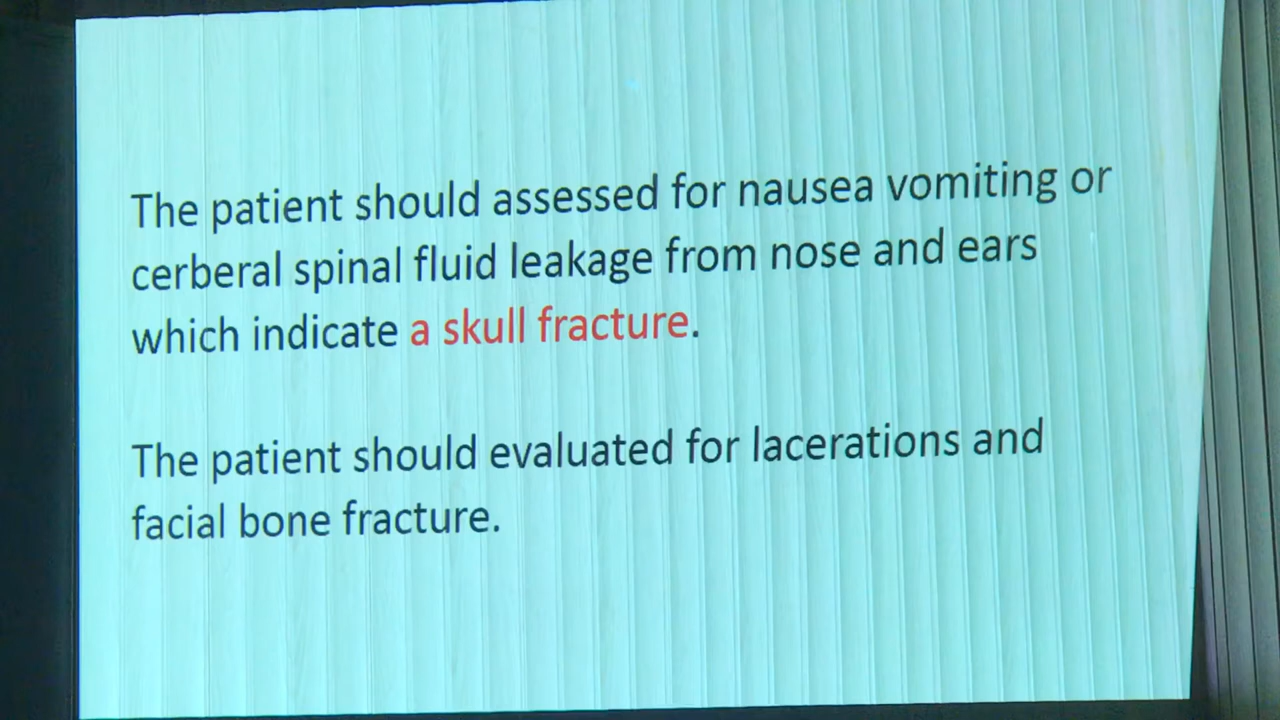 The patient should assessed for nausea vomiting or
cerberal spinal fluid leakage from nose and ears
which indicate a skull fracture.
The patient should evaluated for lacerations and
facial bone fracture.